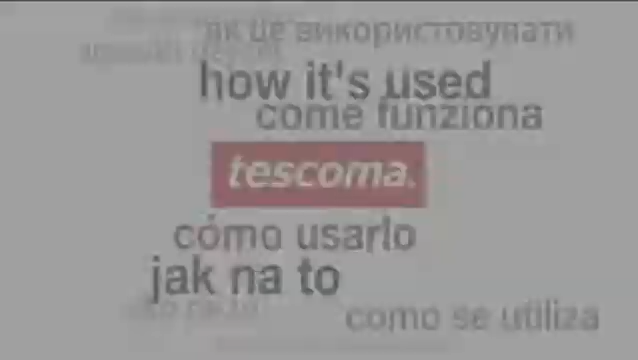 як це використовувати
how it's used
come funziona
tescoma.
cómo usarlo
jak na to
como se utiliza